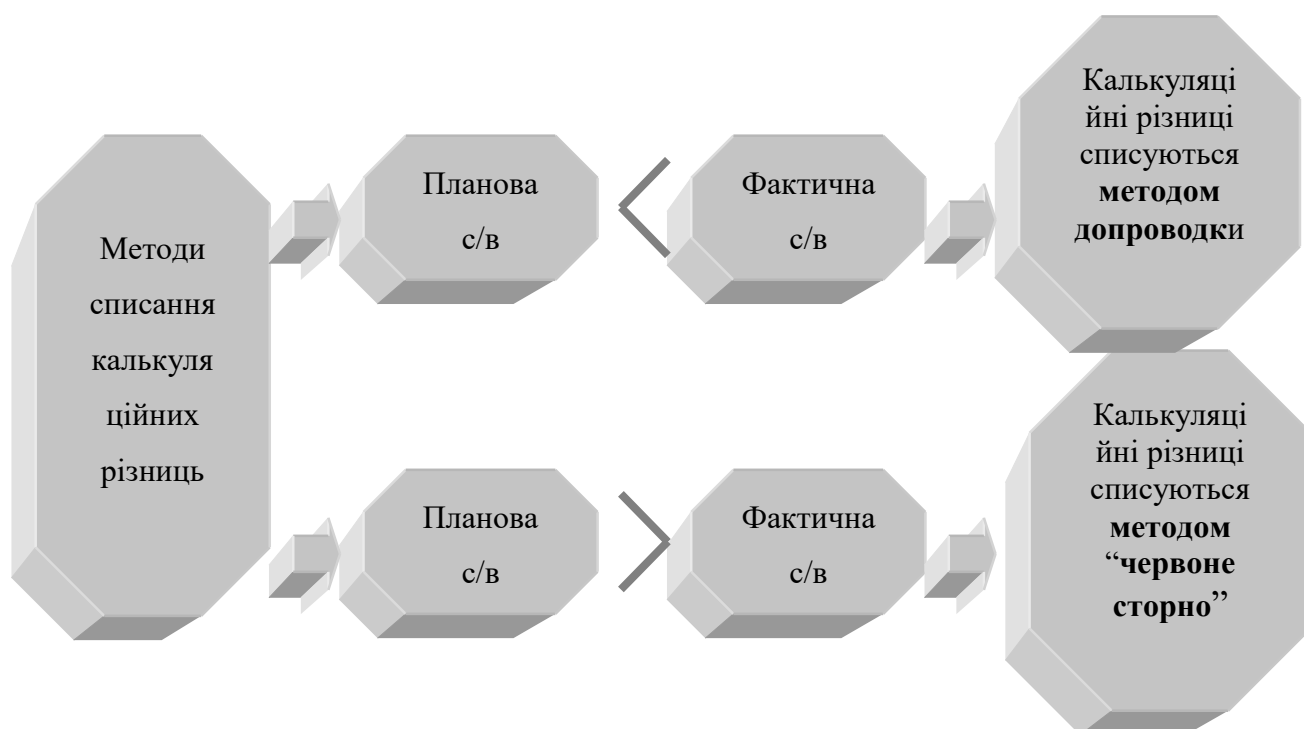 Методи
списання
калькуля
ційних
різниць
Планова
с/в
<
Фактична
с/в
Калькуляці
йні різниці
списуються
методом
допроводки
Планова
с/в
>
Фактична
с/в
Калькуляці
йні різниці
списуються
методом
“червоне
сторно”